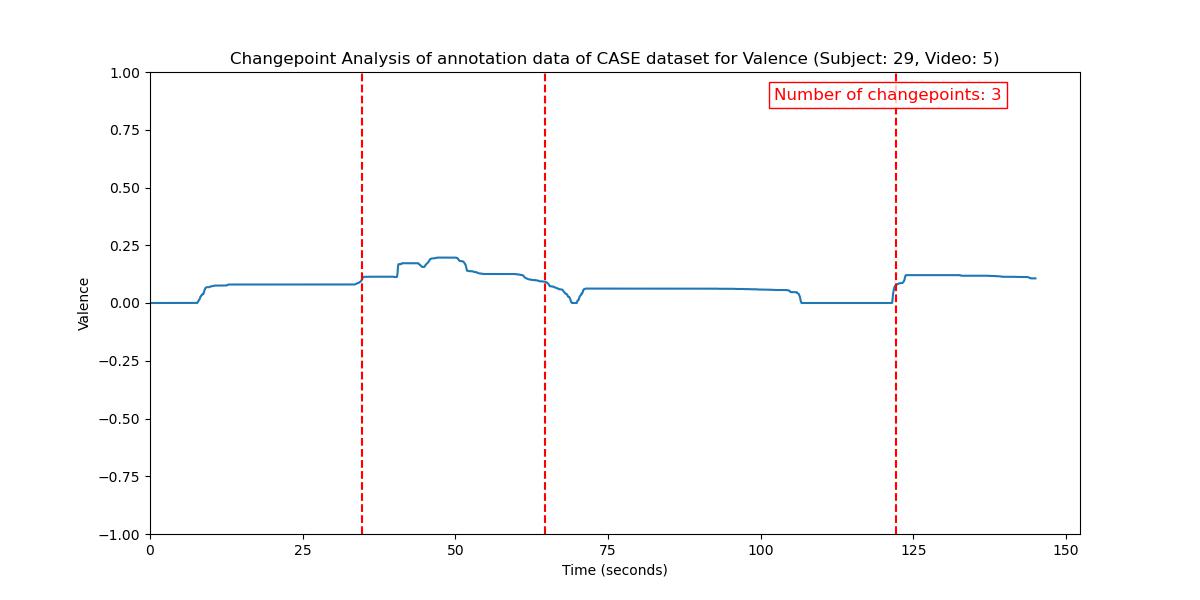 Changepoint Analysis of annotation data of CASE dataset for Valence (Subject: 29, Video: 5)
Number of changepoints: 3
1.00
0.75
0.50
0.25
0.00
−0.25
−0.50
−0.75
−1.00
Valence
0 25 50 75 100 125 150
Time (seconds)